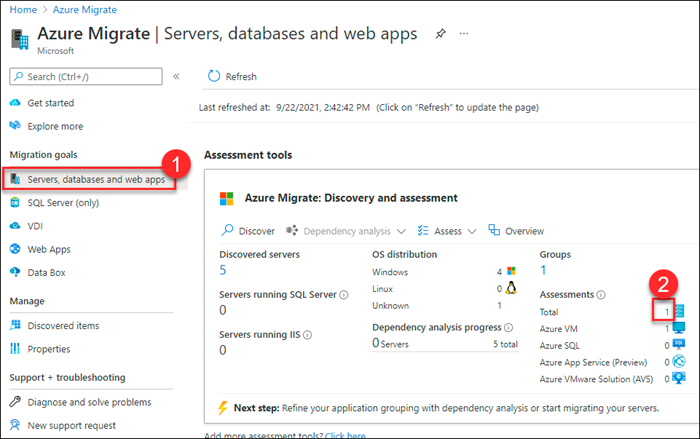 Home > Azure Migrate
Azure Migrate | Servers, databases and web apps
Microsoft
Search (Ctrl+/)
Get started
Explore more
Migration goals
Servers, databases and web apps
1
SQL Server (only)
VDI
Web Apps
Data Box
Manage
Discovered items
Properties
Support + troubleshooting
Diagnose and solve problems
New support request
Refresh
Last refreshed at: 9/22/2021, 2:42:42 PM (Click on "Refresh" to update the page)
Assessment tools
Azure Migrate: Discovery and assessment
Discover Dependency analysis Assess Overview
Discovered servers
5
Servers running SQL Server
0
Servers running IIS
0
OS distribution
Windows 4
Linux 0
Unknown 1
Dependency analysis progress
0 Servers 5 total
Groups
1
2
Assessments
Total 1
Azure VM 1
Azure SQL 0
Azure App Service (Preview) 0
Azure VMware Solution (AVS) 0
Next step: Refine your application grouping with dependency analysis or start migrating your servers.
Add more assessment tools? Click here.